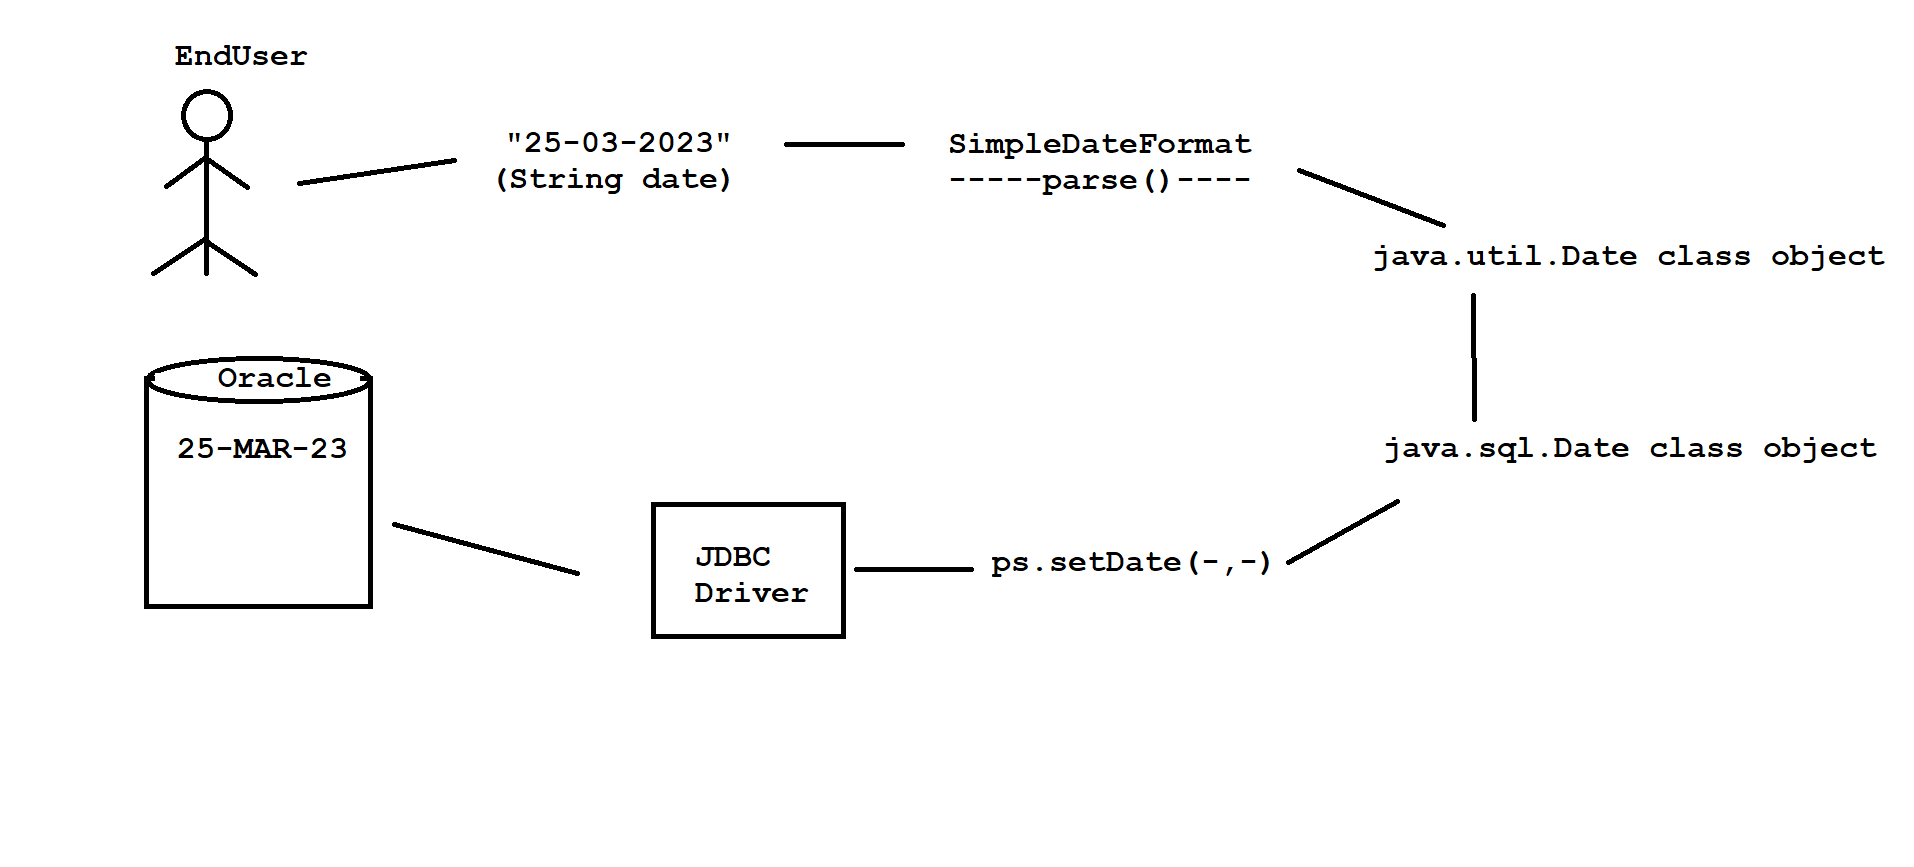 EndUser
"25-03-2023"
(String date)
SimpleDateFormat
-----parse()----
java.util.Date class object
java.sql.Date class object
ps.setDate(-,-)
JDBC
Driver
Oracle
25-MAR-23